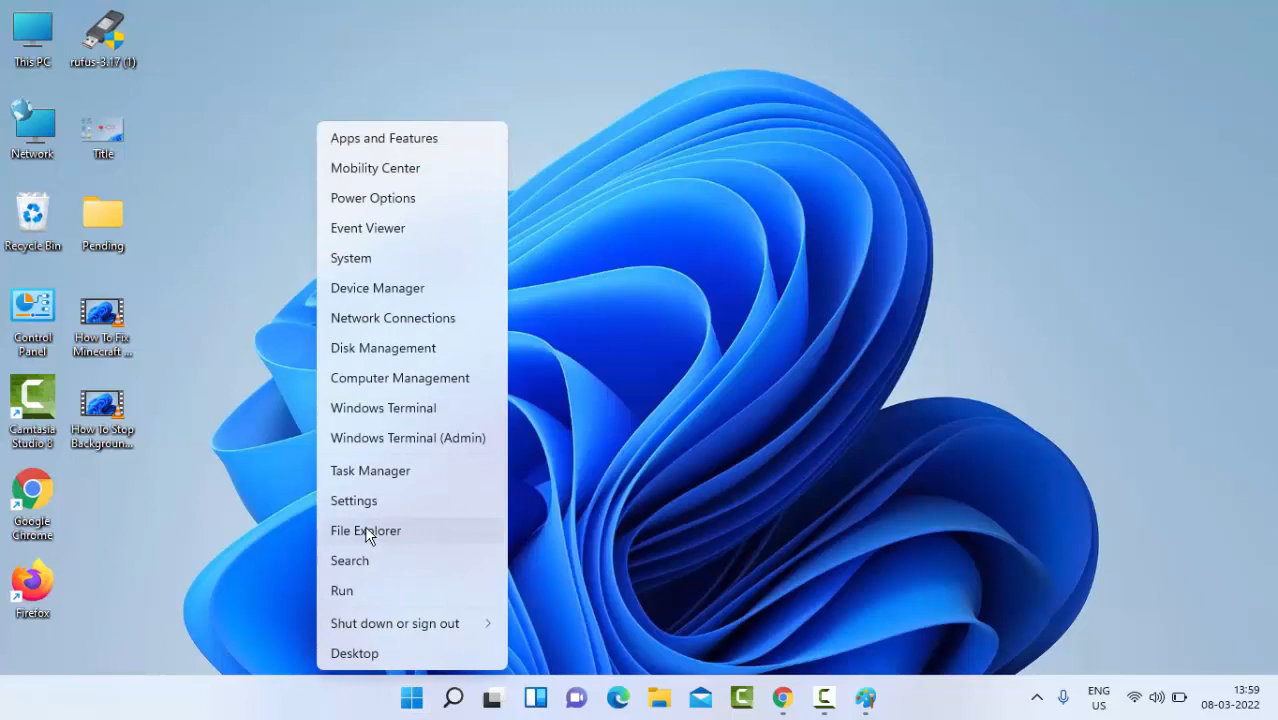 This PC
rufus-3.17 (1)
Network
Title
Recycle Bin
Pending
Control
Panel
How To Fix
Minecraft ...
Camtasia
Studio 8
How To Stop
Backgroun...
Google
Chrome
Firefox
Apps and Features
Mobility Center
Power Options
Event Viewer
System
Device Manager
Network Connections
Disk Management
Computer Management
Windows Terminal
Windows Terminal (Admin)
Task Manager
Settings
File Explorer
Search
Run
Shut down or sign out
Desktop
ENG
US
13:59
08-03-2022